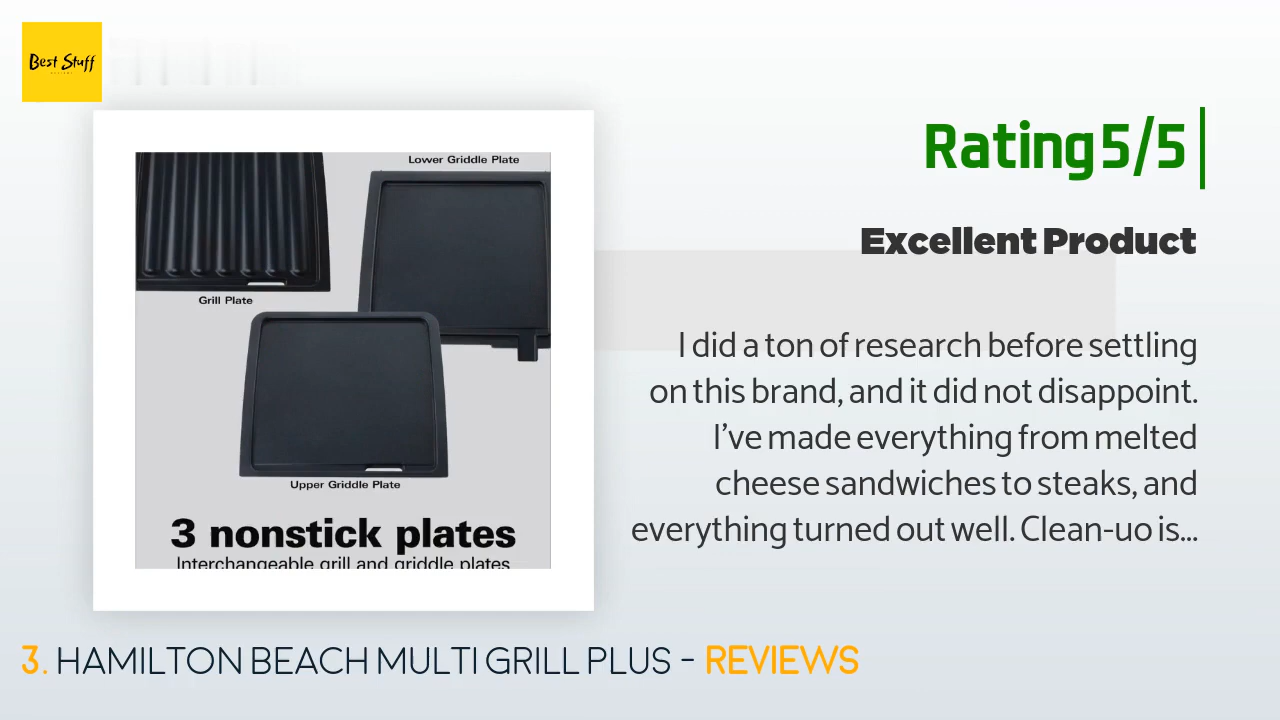 Best Stuff
Rating 5/5
Excellent Product
I did a ton of research before settling
on this brand, and it did not disappoint.
I've made everything from melted
cheese sandwiches to steaks, and
everything turned out well. Clean-uo is...
Lower Griddle Plate
Grill Plate
Upper Griddle Plate
3 nonstick plates
Interchangeable grill and griddle plates
3. HAMILTON BEACH MULTI GRILL PLUS - REVIEWS